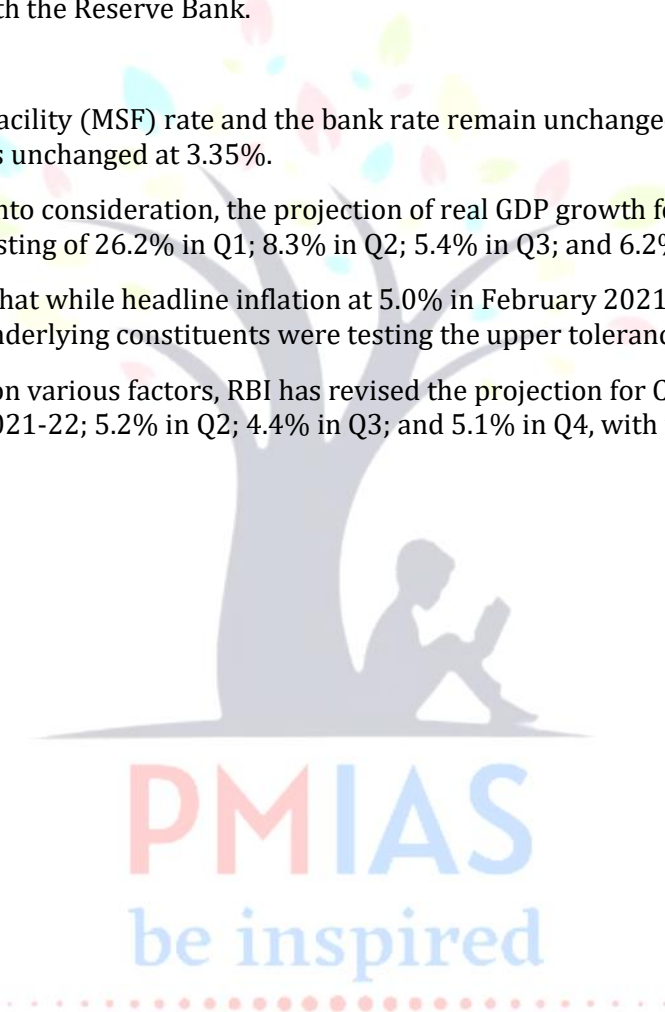 th the Reserve Bank.
acility (MSF) rate and the bank rate remain unchange
s unchanged at 3.35%.
nto consideration, the projection of real GDP growth fo
sting of 26.2% in Q1; 8.3% in Q2; 5.4% in Q3; and 6.2%
hat while headline inflation at 5.0% in February 2021
nderlying constituents were testing the upper toleranc
on various factors, RBI has revised the projection for C
021-22; 5.2% in Q2; 4.4% in Q3; and 5.1% in Q4, with
PMIAS
be inspired